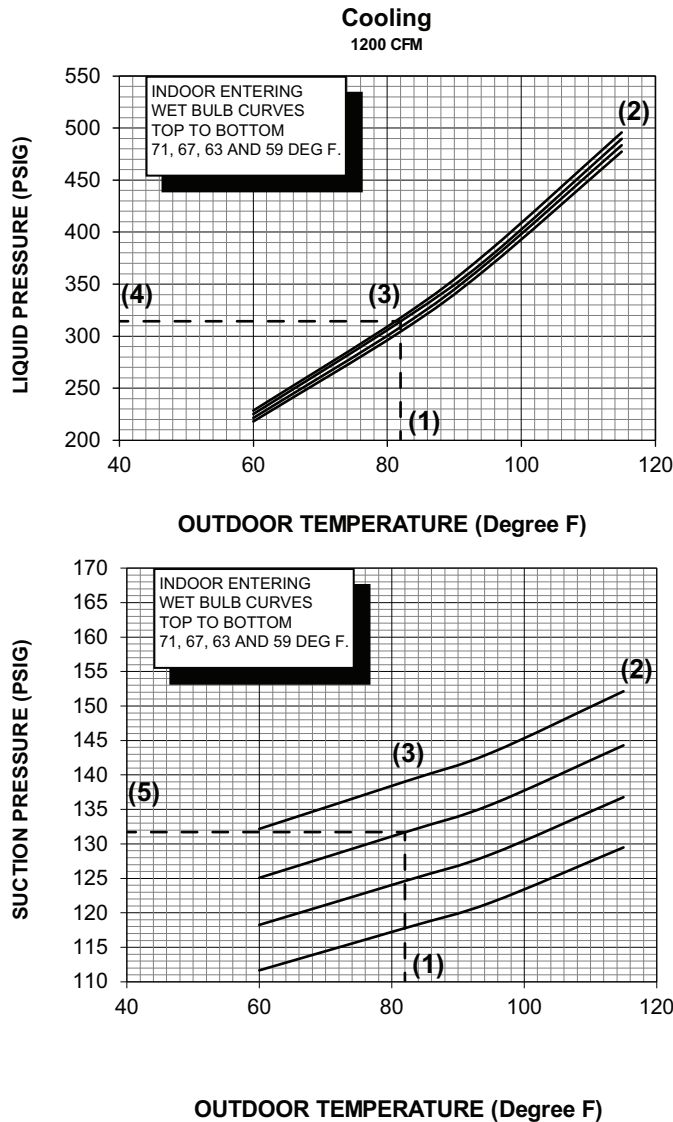 Cooling
1200 CFM
INDOOR ENTERING
WET BULB CURVES
TOP TO BOTTOM
71, 67, 63 AND 59 DEG F.
LIQUID PRESSURE (PSIG)
550
500
450
400
350
300
250
200
(2)
(4)
(3)
(1)
40
60
80
100
120
OUTDOOR TEMPERATURE (Degree F)
INDOOR ENTERING
WET BULB CURVES
TOP TO BOTTOM
71, 67, 63 AND 59 DEG F.
SUCTION PRESSURE (PSIG)
170
165
160
155
150
145
140
135
130
125
120
115
110
(2)
(3)
(5)
(1)
40
60
80
100
120
OUTDOOR TEMPERATURE (Degree F)